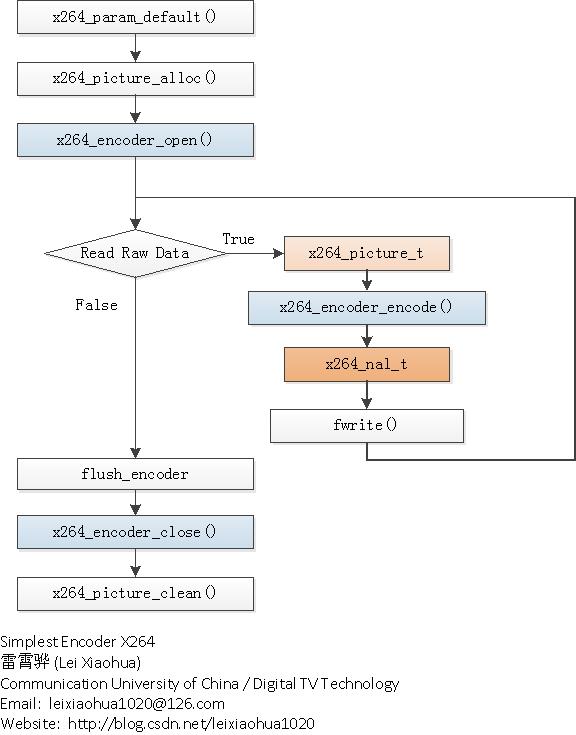 x264_param_default()
x264_picture_alloc()
x264_encoder_open()
Read Raw Data
True
False
x264_picture_t
x264_encoder_encode()
x264_nal_t
fwrite()
flush_encoder
x264_encoder_close()
x264_picture_clean()
Simplest Encoder X264
雷霄骅 (Lei Xiaohua)
Communication University of China / Digital TV Technology
Email: leixiaohua1020@126.com
Website: http://blog.csdn.net/leixiaohua1020